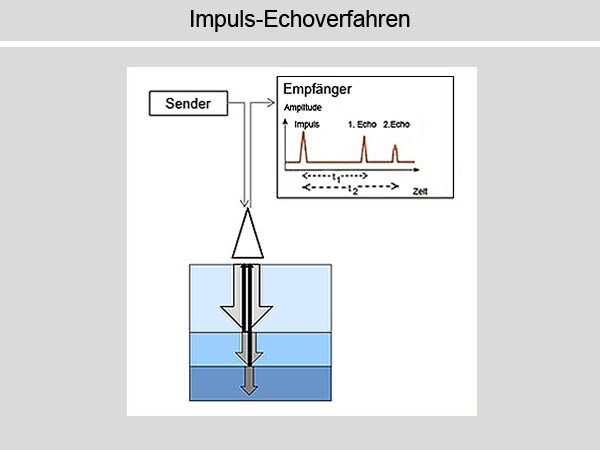 Impuls-Echoverfahren
Sender
Empfänger
Amplitude
Impuls 1. Echo 2.Echo
t1
t2
Zeit